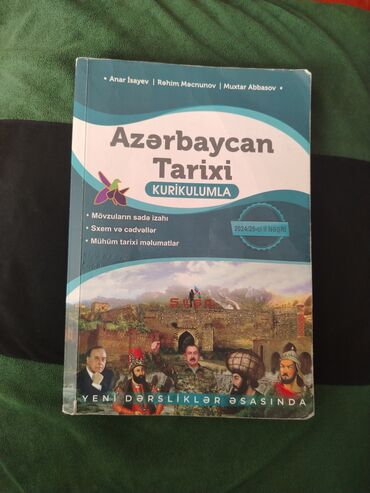 • Anar İsayev | Rəhim Məcnunov | Muxtar Abbasov •
Azərbaycan
Tarixi
KURİKULUMLA
• Mövzuların sadə izahı
• Sxem və cədvəllər
• Mühüm tarixi məlumatlar
2024/25-ci il NƏŞRİ
YENİ DƏRSLİKLƏR ƏSASINDA